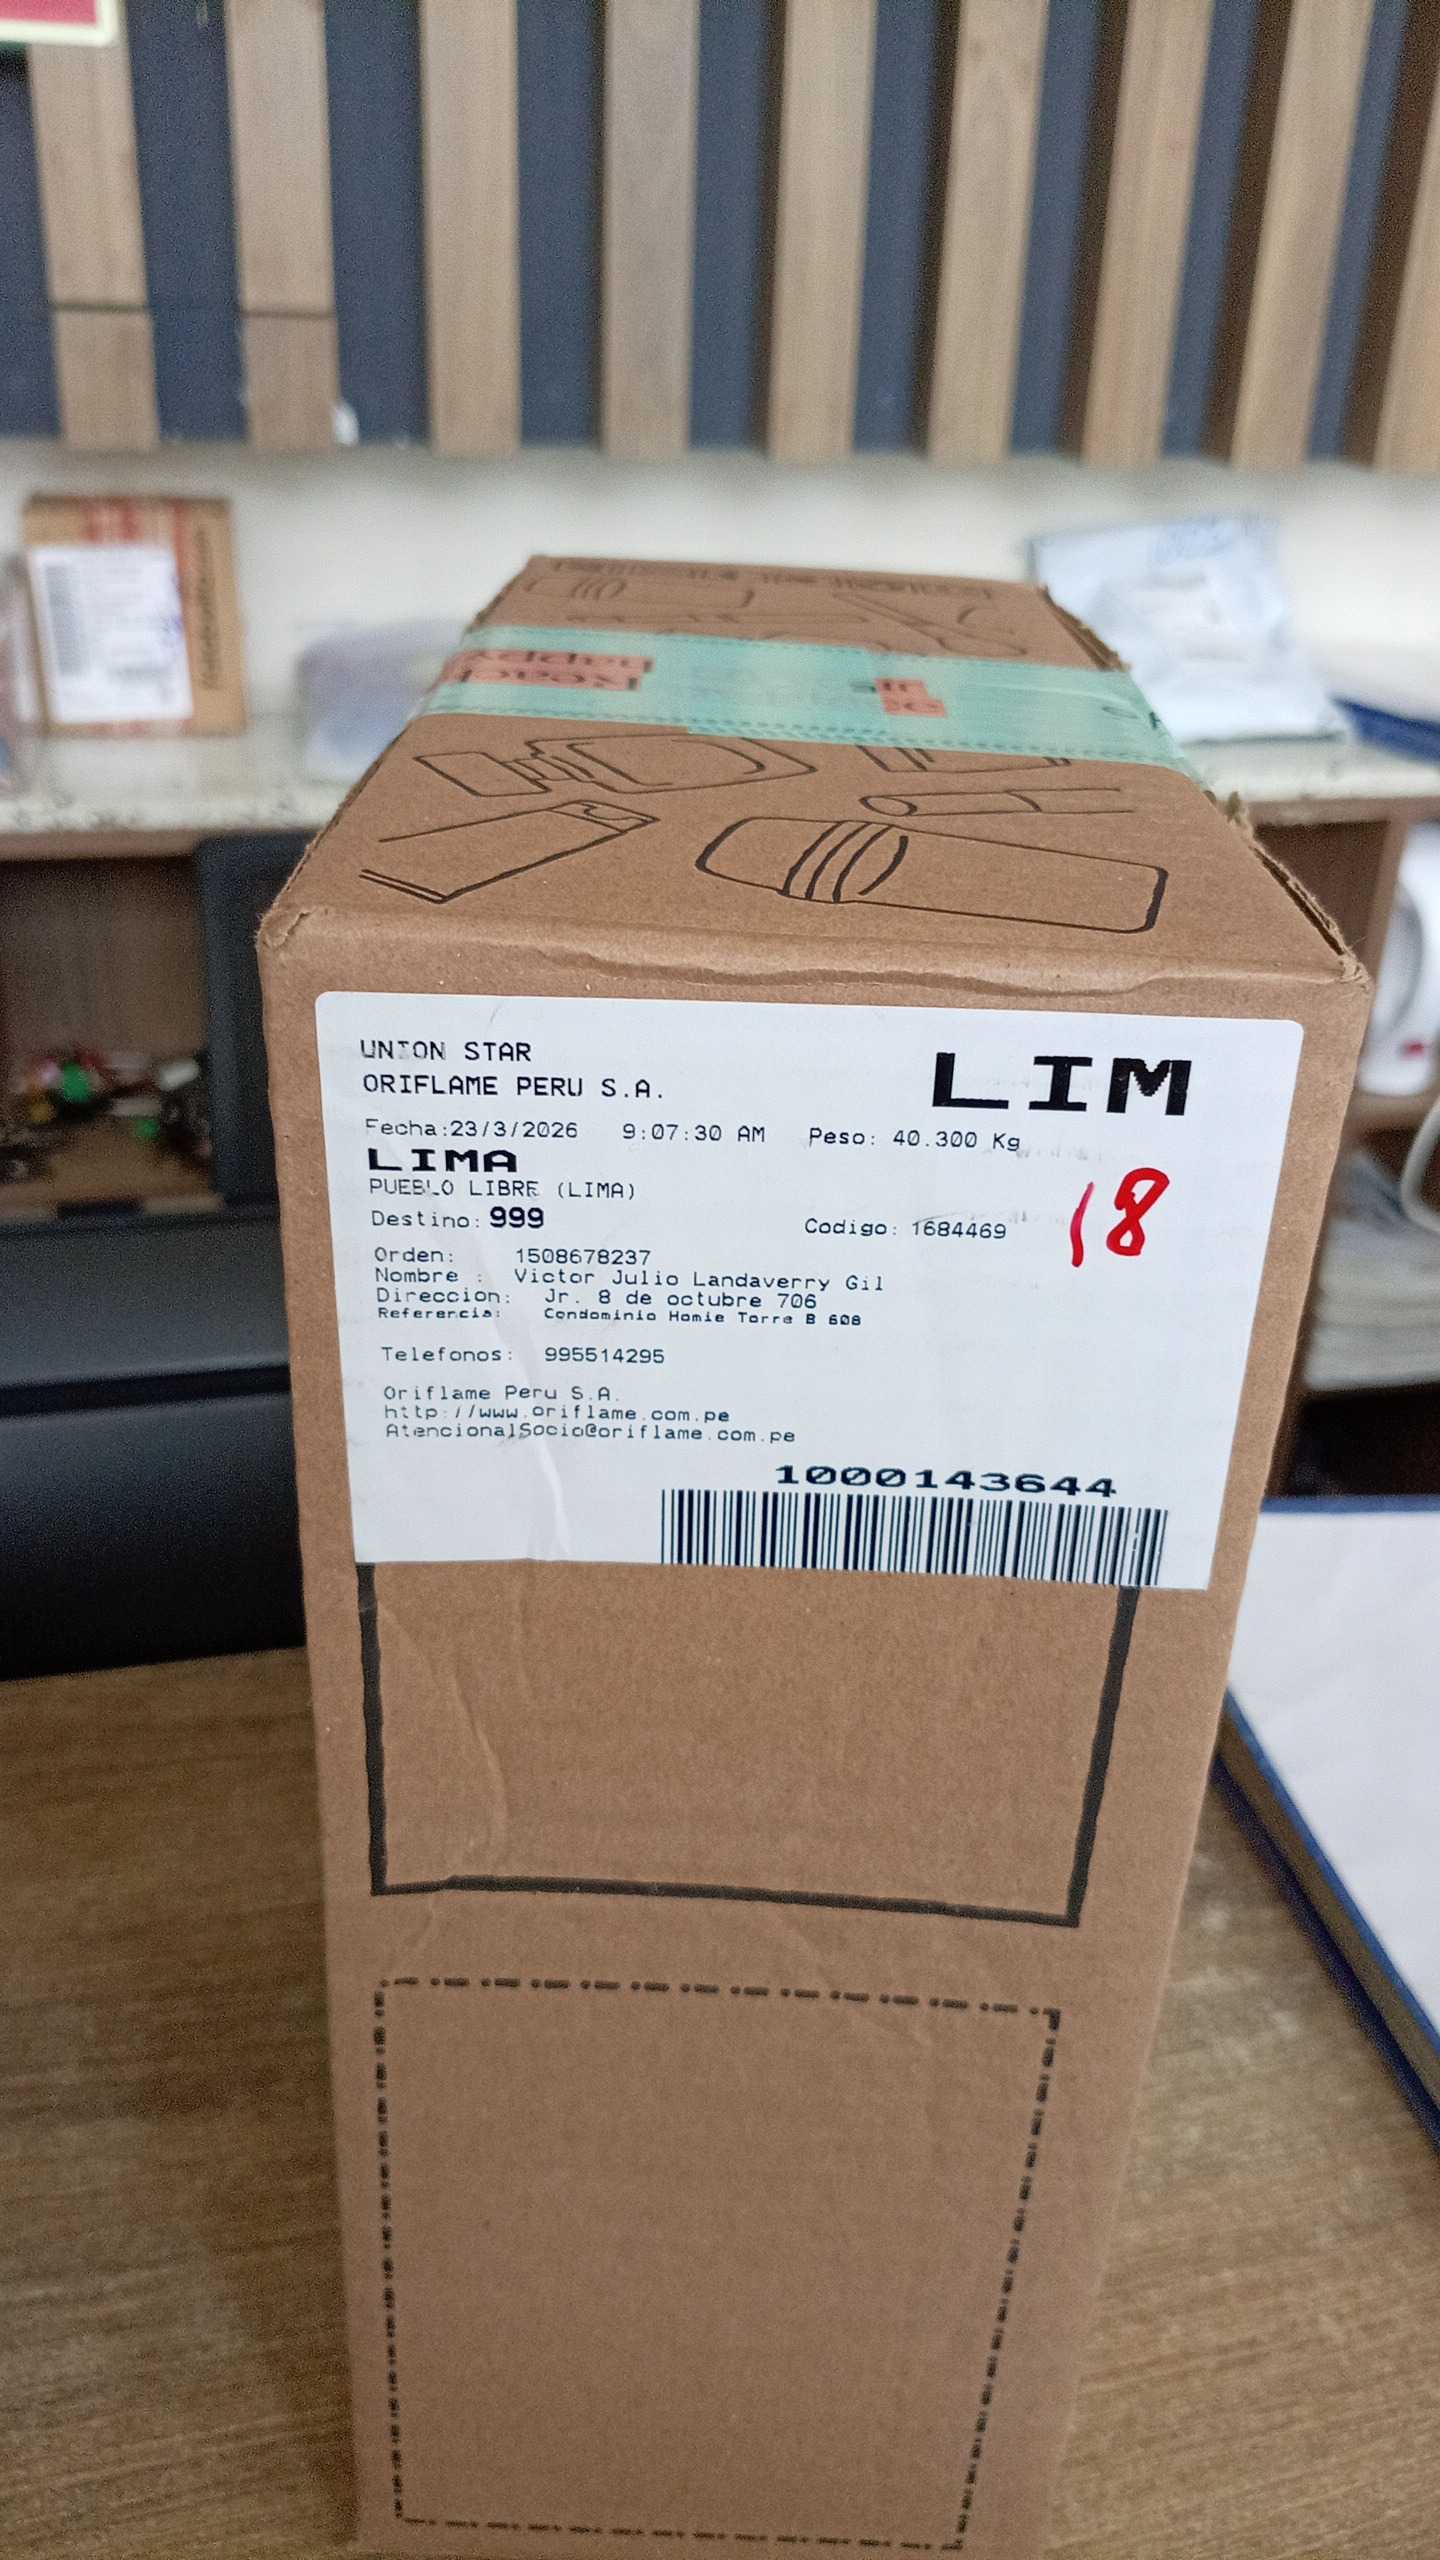 UNION STAR
ORIFLAME PERU S.A.
LIM
Fecha:23/3/2026 9:07:30 AM Peso: 40.300 Kg
LIMA
PUEBLO LIBRE (LIMA)
18
Destino: 999 Codigo: 1684469
Orden: 1508678237
Nombre : Victor Julio Landaverry Gil
Direccion: Jr. 8 de octubre 706
Referencia: Condominio Homie Torre B 608
Telefonos: 995514295
Oriflame Peru S.A.
http://www.oriflame.com.pe
AtencionalSocio@oriflame.com.pe
1000143644